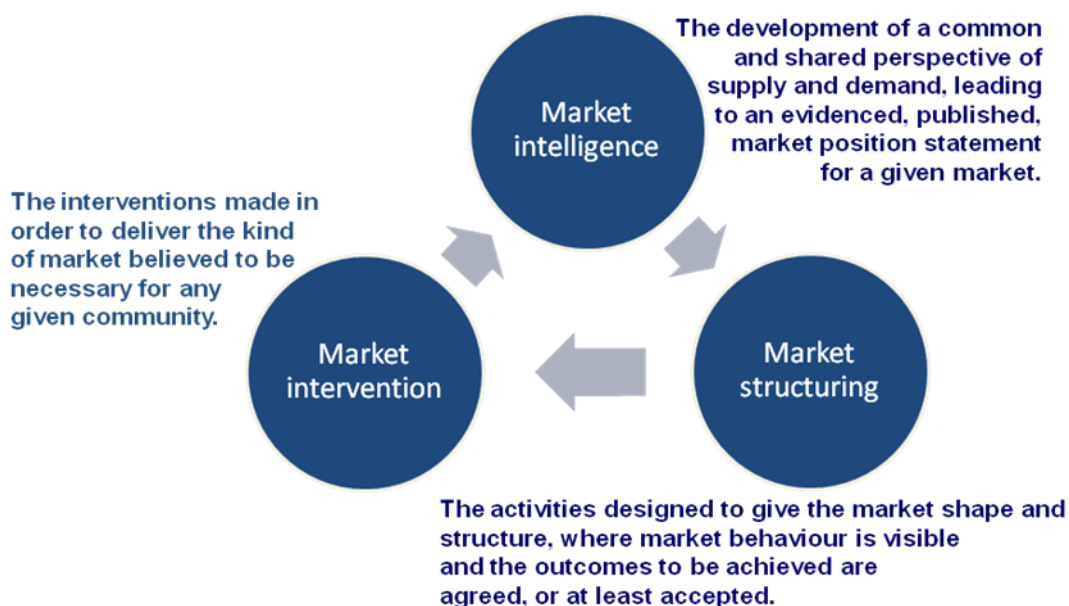 The development of a common
and shared perspective of
supply and demand, leading
to an evidenced, published,
market position statement
for a given market.
Market
intelligence
The interventions made in
order to deliver the kind
of market believed to be
necessary for any
given community.
Market
intervention
Market
structuring
The activities designed to give the market shape and
structure, where market behaviour is visible
and the outcomes to be achieved are
agreed, or at least accepted.